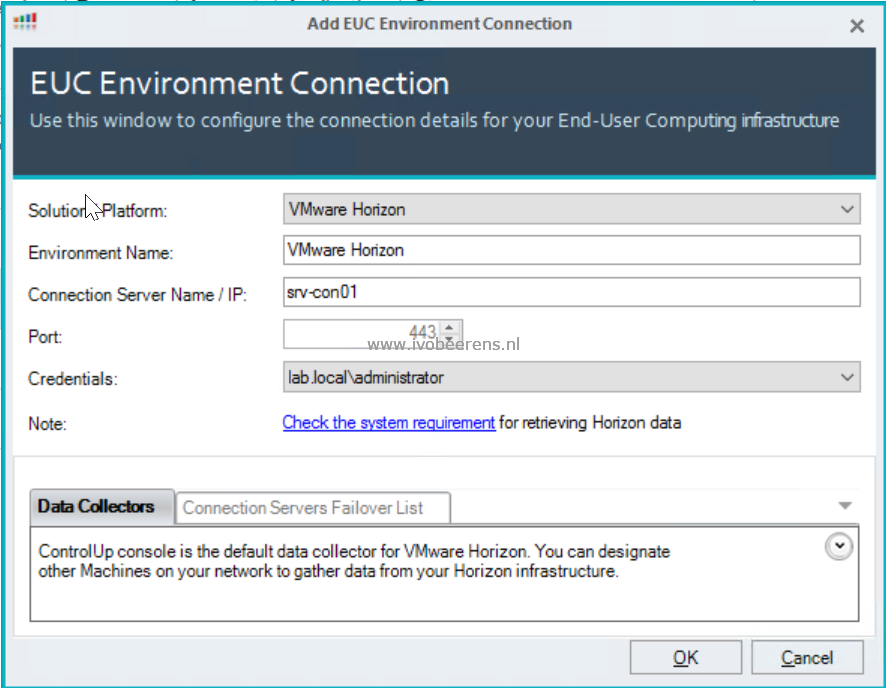 Add EUC Environment Connection
EUC Environment Connection
Use this window to configure the connection details for your End-User Computing infrastructure
Solution Platform: VMware Horizon
Environment Name: VMware Horizon
Connection Server Name / IP: srv-con01
Port: 443
www.ivobeerens.nl
Credentials: lab.local\administrator
Note: Check the system requirement for retrieving Horizon data
Data Collectors Connection Servers Failover List
ControlUp console is the default data collector for VMware Horizon. You can designate
other Machines on your network to gather data from your Horizon infrastructure.
OK Cancel